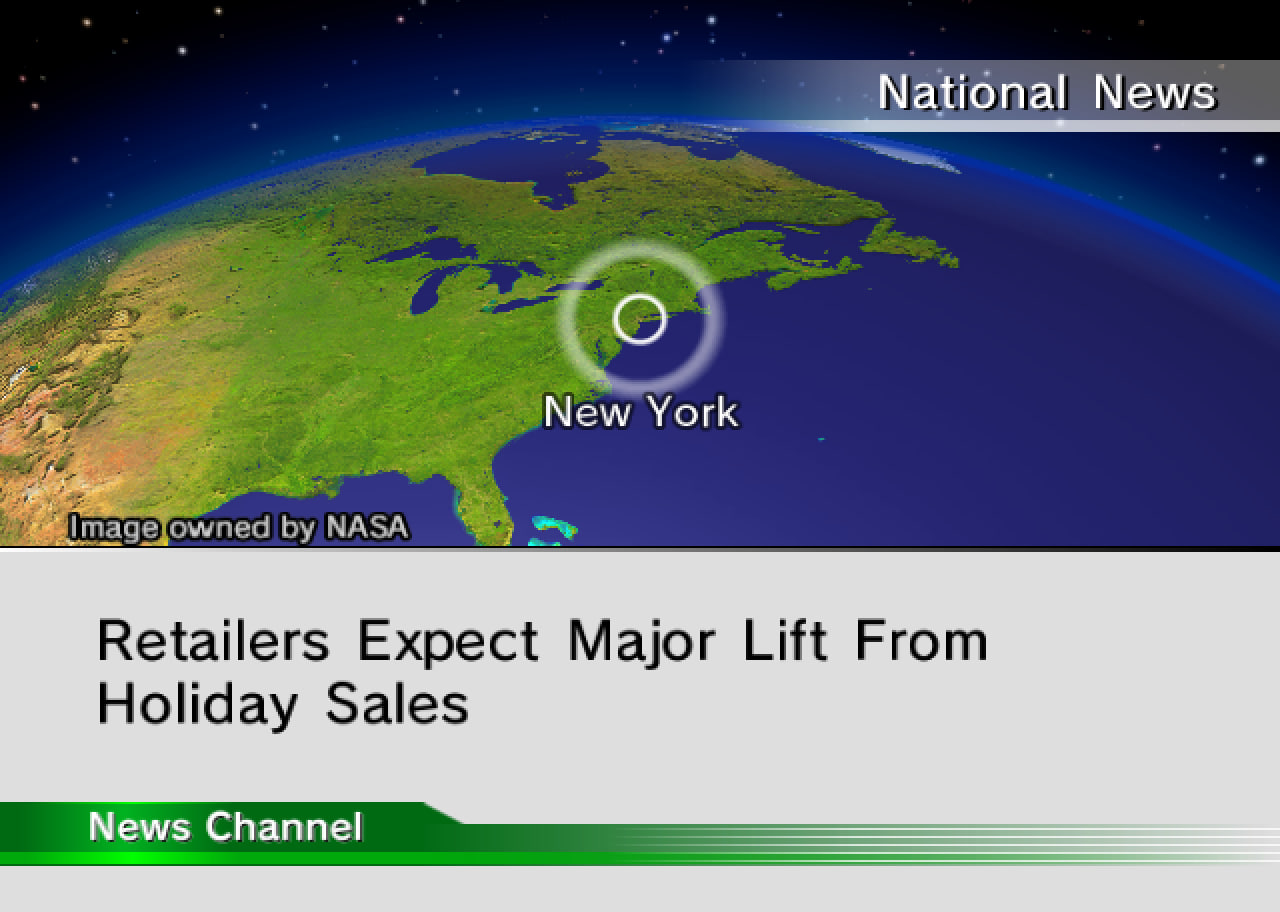 National News
New York
Image owned by NASA
Retailers Expect Major Lift From
Holiday Sales
News Channel